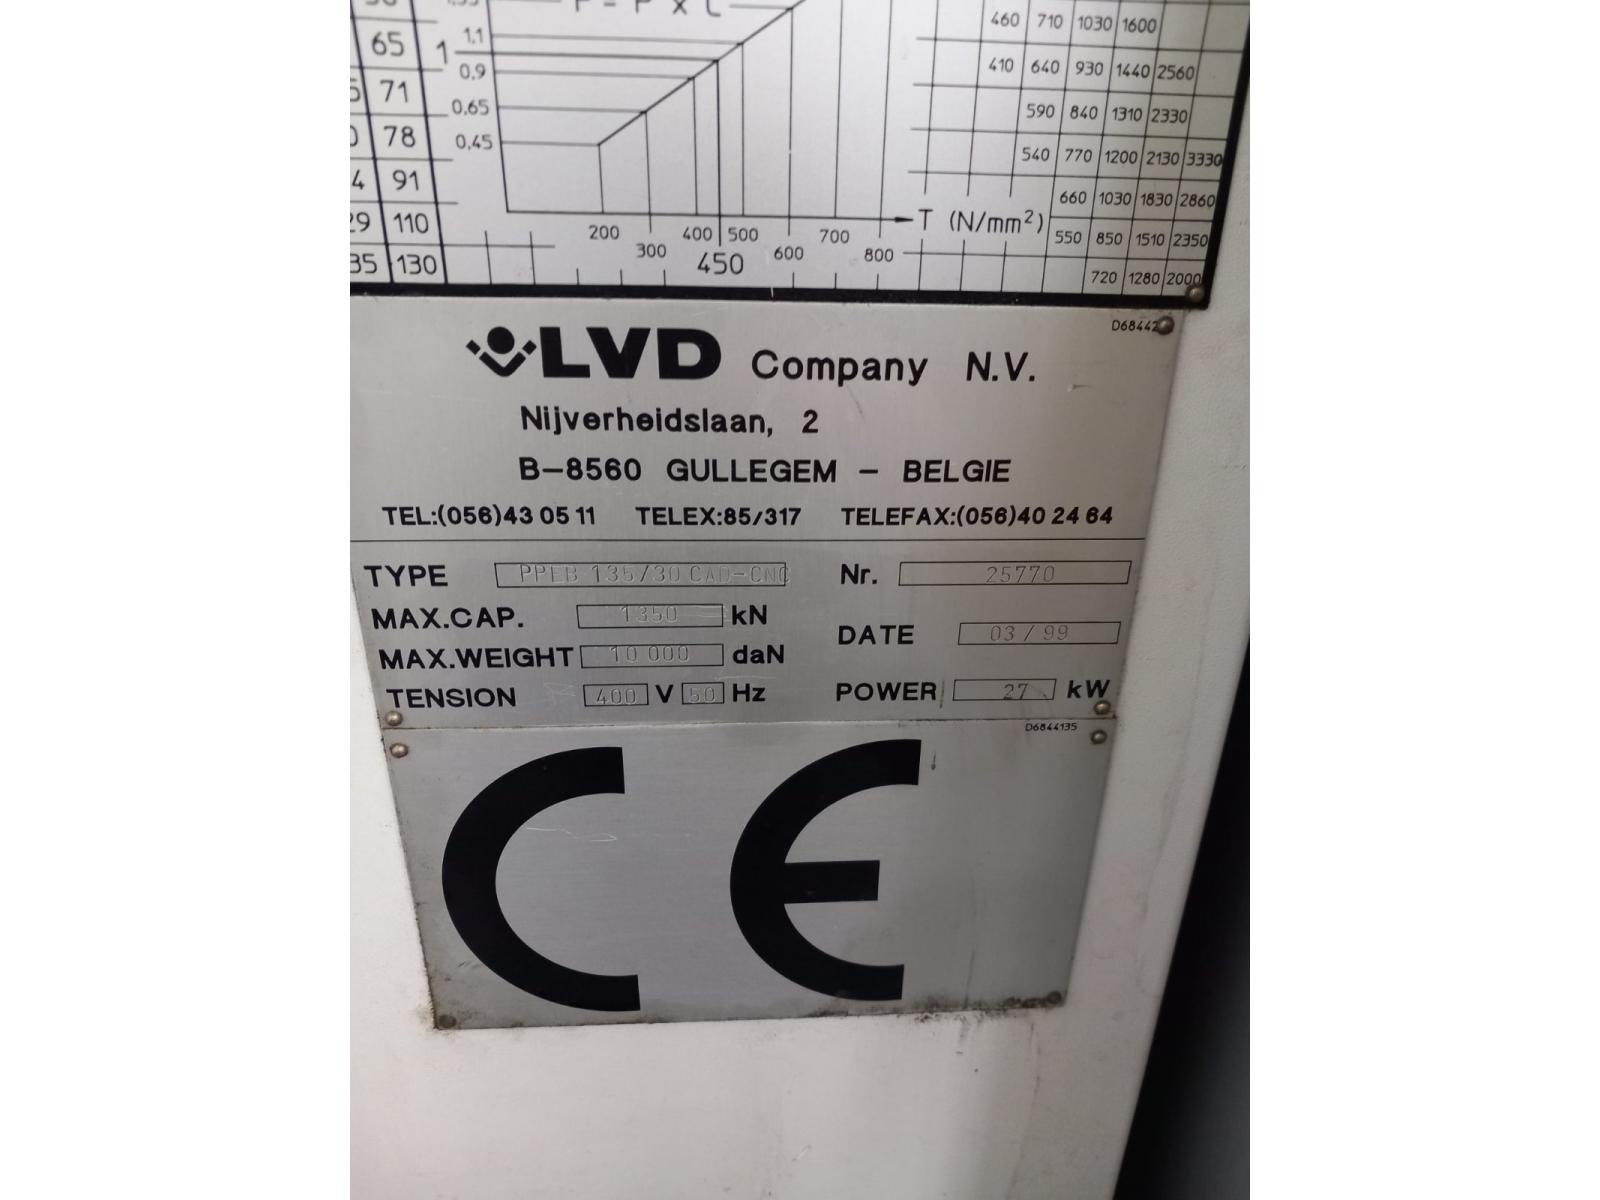 65
71
78
91
110
130
1
1,1
0,9
0,65
0,45
200
300
400
450
500
600
700
800
T (N/mm²)
460 710 1030 1600
410 640 930 1440 2560
590 840 1310 2330
540 770 1200 2130 3330
660 1030 1830 2860
550 850 1510 2350
720 1280 2000
LVD Company N.V.
Nijverheidslaan, 2
B-8560 GULLEGEM - BELGIE
TEL:(056)43 05 11 TELEX:85/317 TELEFAX:(056)40 24 64
TYPE PPEB 135/30 CAD-CNC Nr. 25770
MAX.CAP. 1350 kN
DATE 03/99
MAX.WEIGHT 10 000 daN
TENSION 400 V 50 Hz POWER 27 kW
D6844135
CE